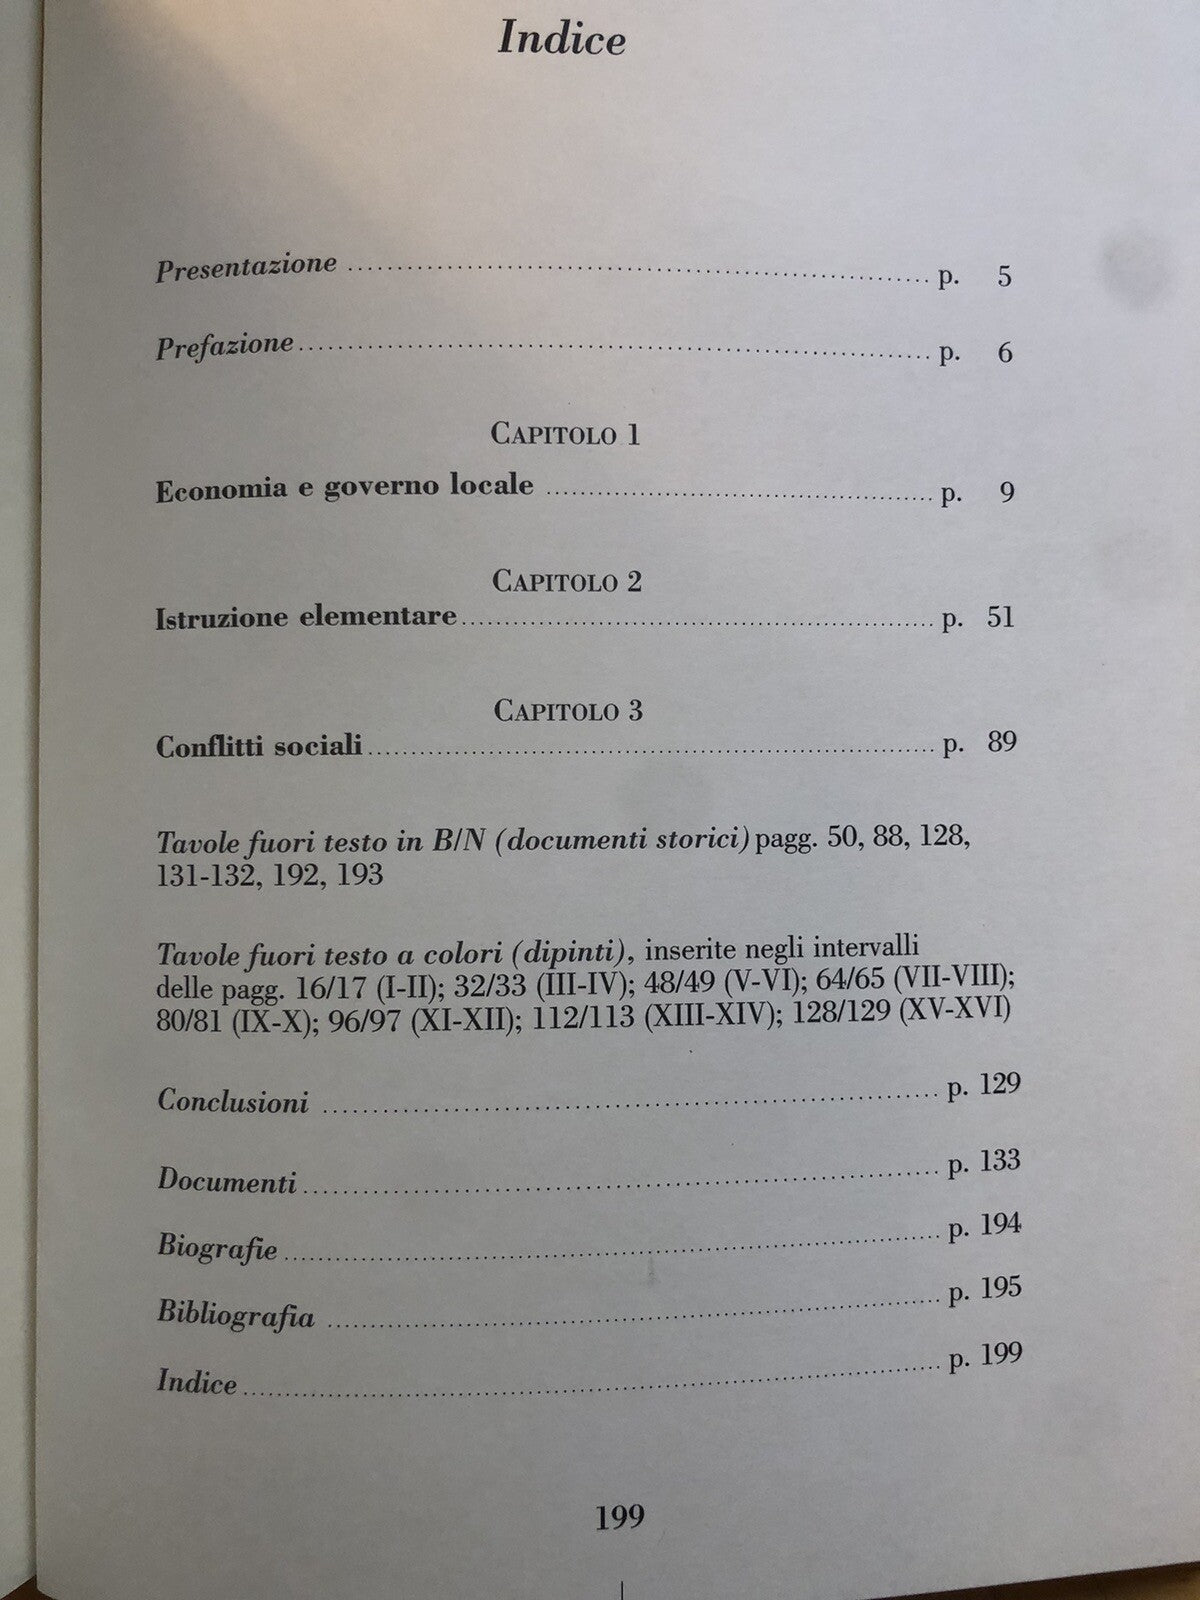 Indice
Presentazione ........................................ p. 5
Prefazione ........................................ p. 6
CAPITOLO 1
Economia e governo locale ........................................ p. 9
CAPITOLO 2
Istruzione elementare ........................................ p. 51
CAPITOLO 3
Conflitti sociali ........................................ p. 89
Tavole fuori testo in B/N (documenti storici) pagg. 50, 88, 128,
131-132, 192, 193
Tavole fuori testo a colori (dipinti), inserite negli intervalli
delle pagg. 16/17 (I-II); 32/33 (III-IV); 48/49 (V-VI); 64/65 (VII-VIII);
80/81 (IX-X); 96/97 (XI-XII); 112/113 (XIII-XIV); 128/129 (XV-XVI)
Conclusioni ........................................ p. 129
Documenti ........................................ p. 133
Biografie ........................................ p. 194
Bibliografia ........................................ p. 195
Indice ........................................ p. 199
199